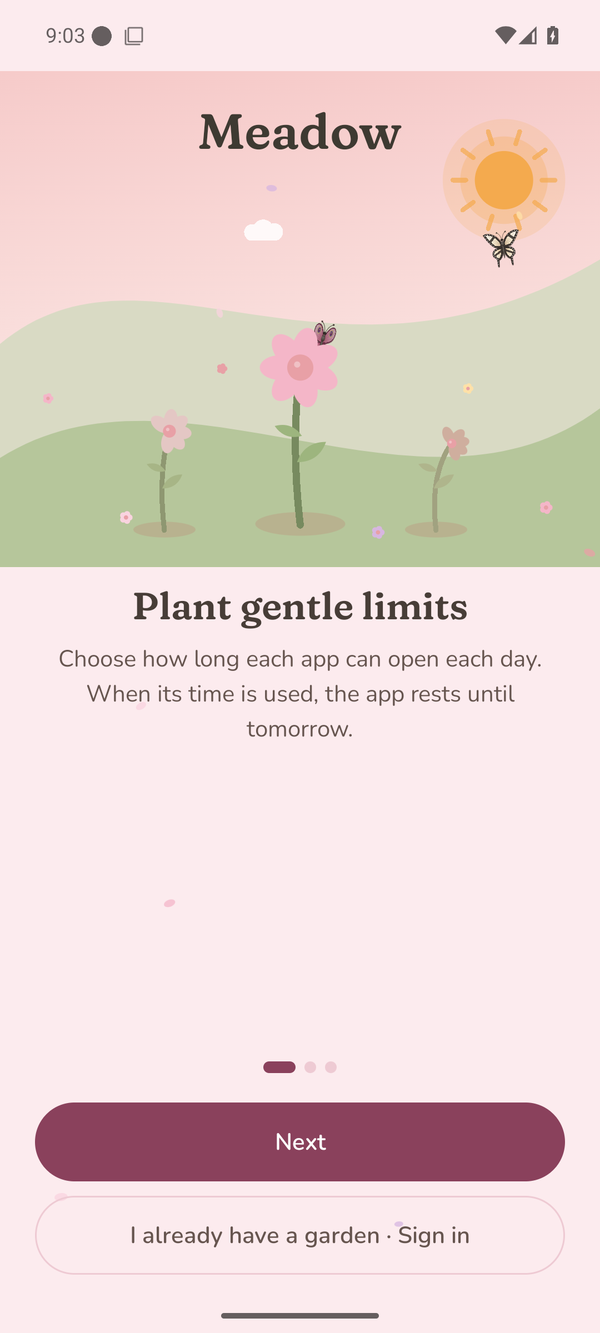 9:03
Meadow
Plant gentle limits
Choose how long each app can open each day.
When its time is used, the app rests until
tomorrow.
Next
I already have a garden · Sign in